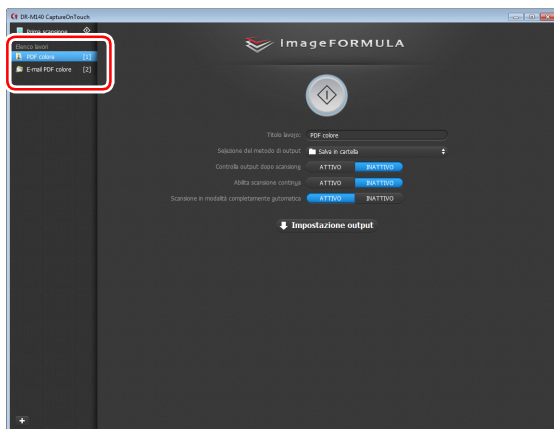 DR-M140 CaptureOnTouch
Prima scansione
Elenco lavori
PDF colore [1]
E-mail PDF colore [2]
imageFORMULA
Titolo lavoro: PDF colore
Selezione del metodo di output Salva in cartella
Controlla output dopo scansiong ATTIVO INATTIVO
Abilita scansione continua ATTIVO INATTIVO
Scansione in modalità completamente automatica ATTIVO INATTIVO
Impostazione output